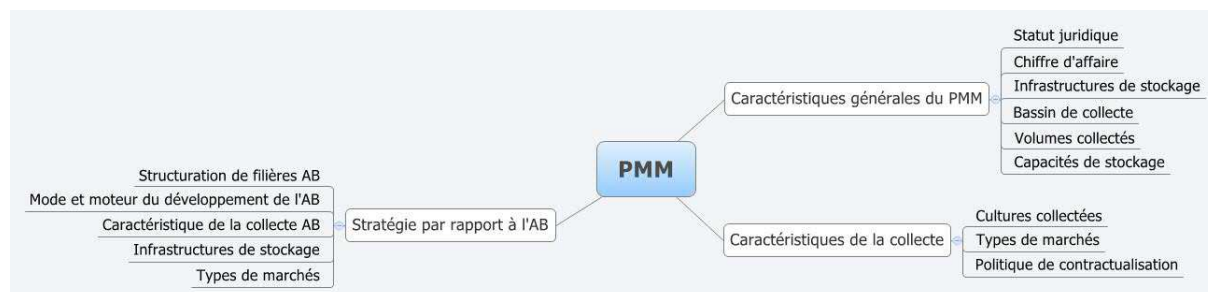 PMM
Caractéristiques générales du PMM
Statut juridique
Chiffre d'affaire
Infrastructures de stockage
Bassin de collecte
Volumes collectés
Capacités de stockage
Caractéristiques de la collecte
Cultures collectées
Types de marchés
Politique de contractualisation
Stratégie par rapport à l'AB
Structuration de filières AB
Mode et moteur du développement de l'AB
Caractéristique de la collecte AB
Infrastructures de stockage
Types de marchés